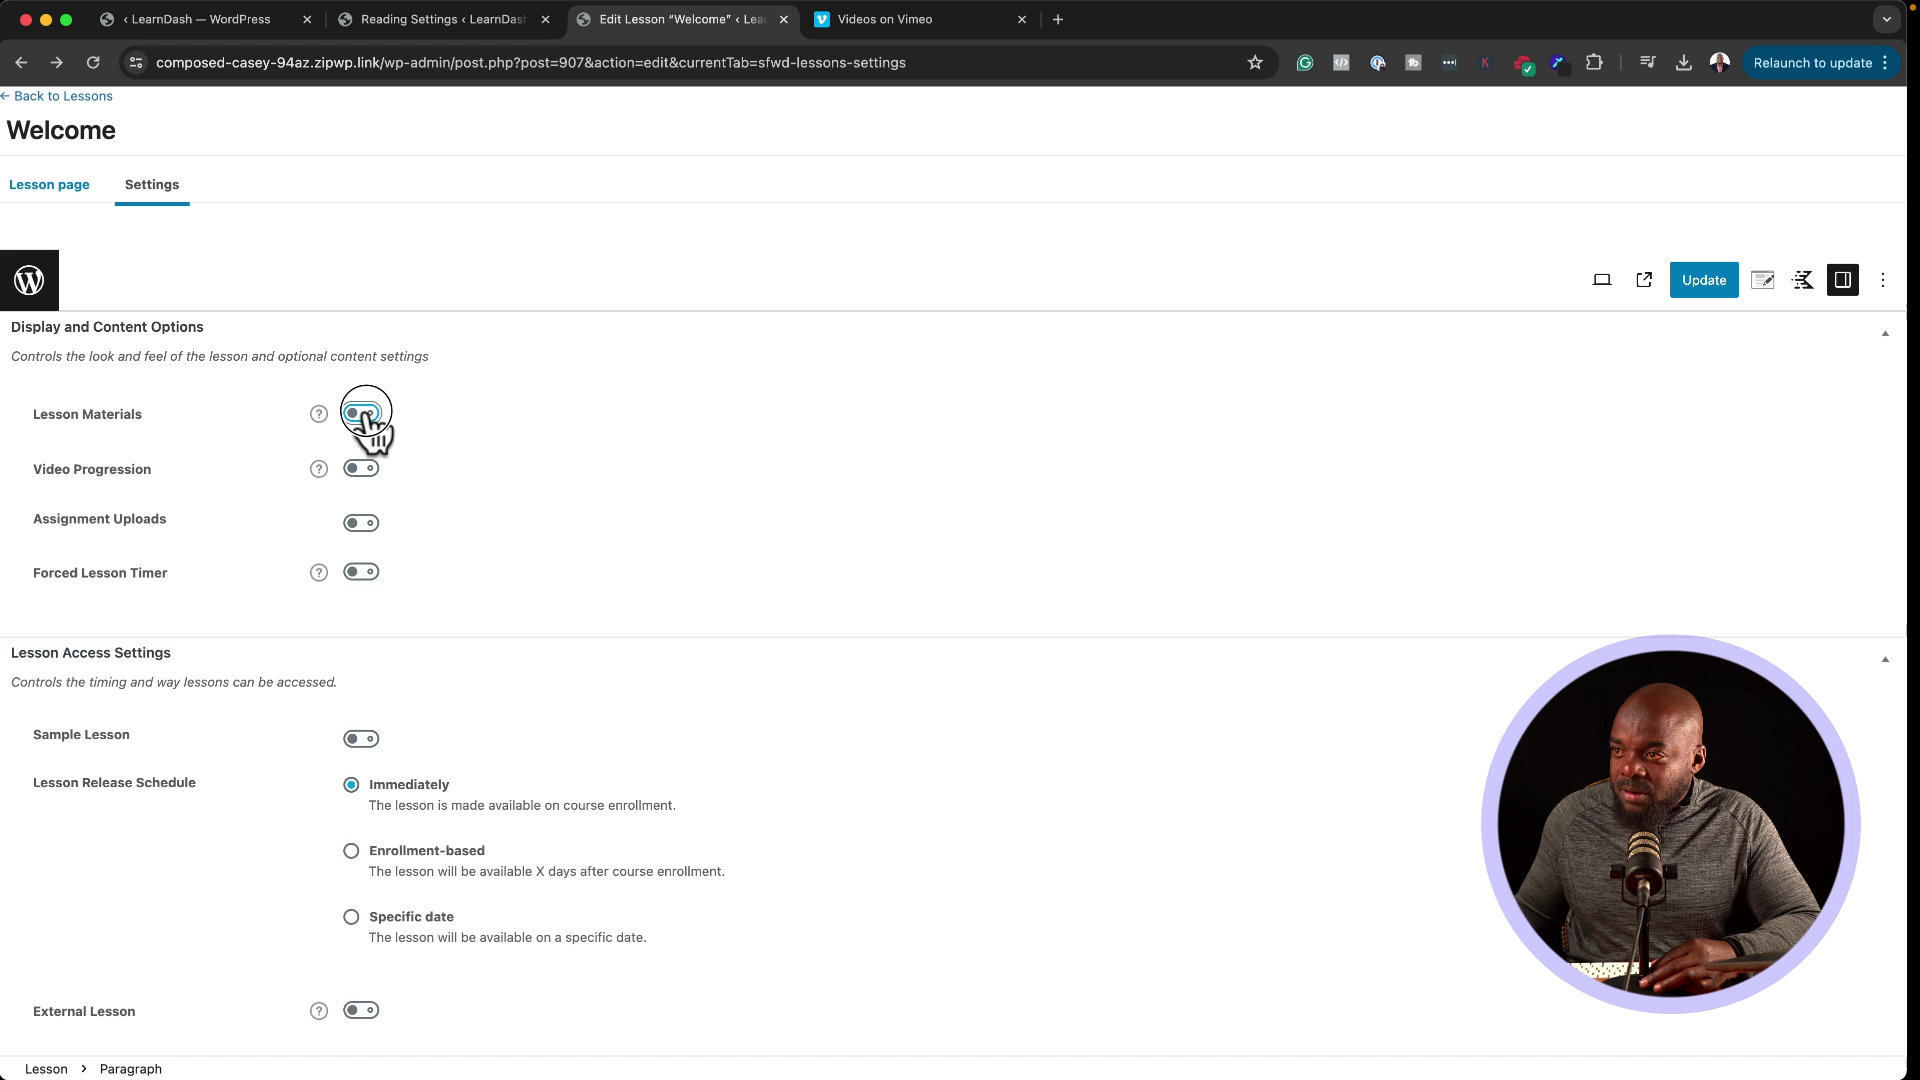 ‹ LearnDash — WordPress
Reading Settings ‹ LearnDash
Edit Lesson “Welcome” ‹ Lea
Videos on Vimeo
composed-casey-94az.zipwp.link/wp-admin/post.php?post=907&action=edit&currentTab=sfwd-lessons-settings
Relaunch to update
← Back to Lessons
Welcome
Lesson page
Settings
Update
Display and Content Options
Controls the look and feel of the lesson and optional content settings
Lesson Materials
Video Progression
Assignment Uploads
Forced Lesson Timer
Lesson Access Settings
Controls the timing and way lessons can be accessed.
Sample Lesson
Lesson Release Schedule
Immediately
The lesson is made available on course enrollment.
Enrollment-based
The lesson will be available X days after course enrollment.
Specific date
The lesson will be available on a specific date.
External Lesson
Lesson › Paragraph